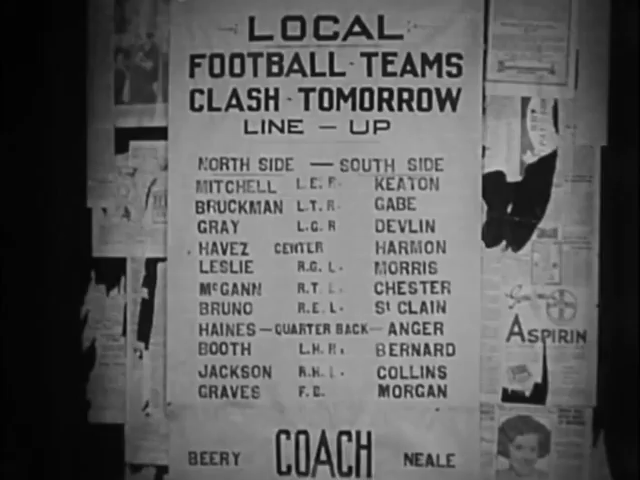 LOCAL
FOOTBALL - TEAMS
CLASH - TOMORROW
LINE - UP
NORTH SIDE — SOUTH SIDE
MITCHELL L.E.R. KEATON
BRUCKMAN L.T.R. GABE
GRAY L.G.R DEVLIN
HAVEZ CENTER HARMON
LESLIE R.G.L. MORRIS
McGANN R.T.L. CHESTER
BRUNO R.E.L. St CLAIN
HAINES — QUARTER BACK — ANGER
BOOTH L.H.R. BERNARD
JACKSON R.H.L. COLLINS
GRAVES F.B. MORGAN
BEERY COACH NEALE
ASPIRIN